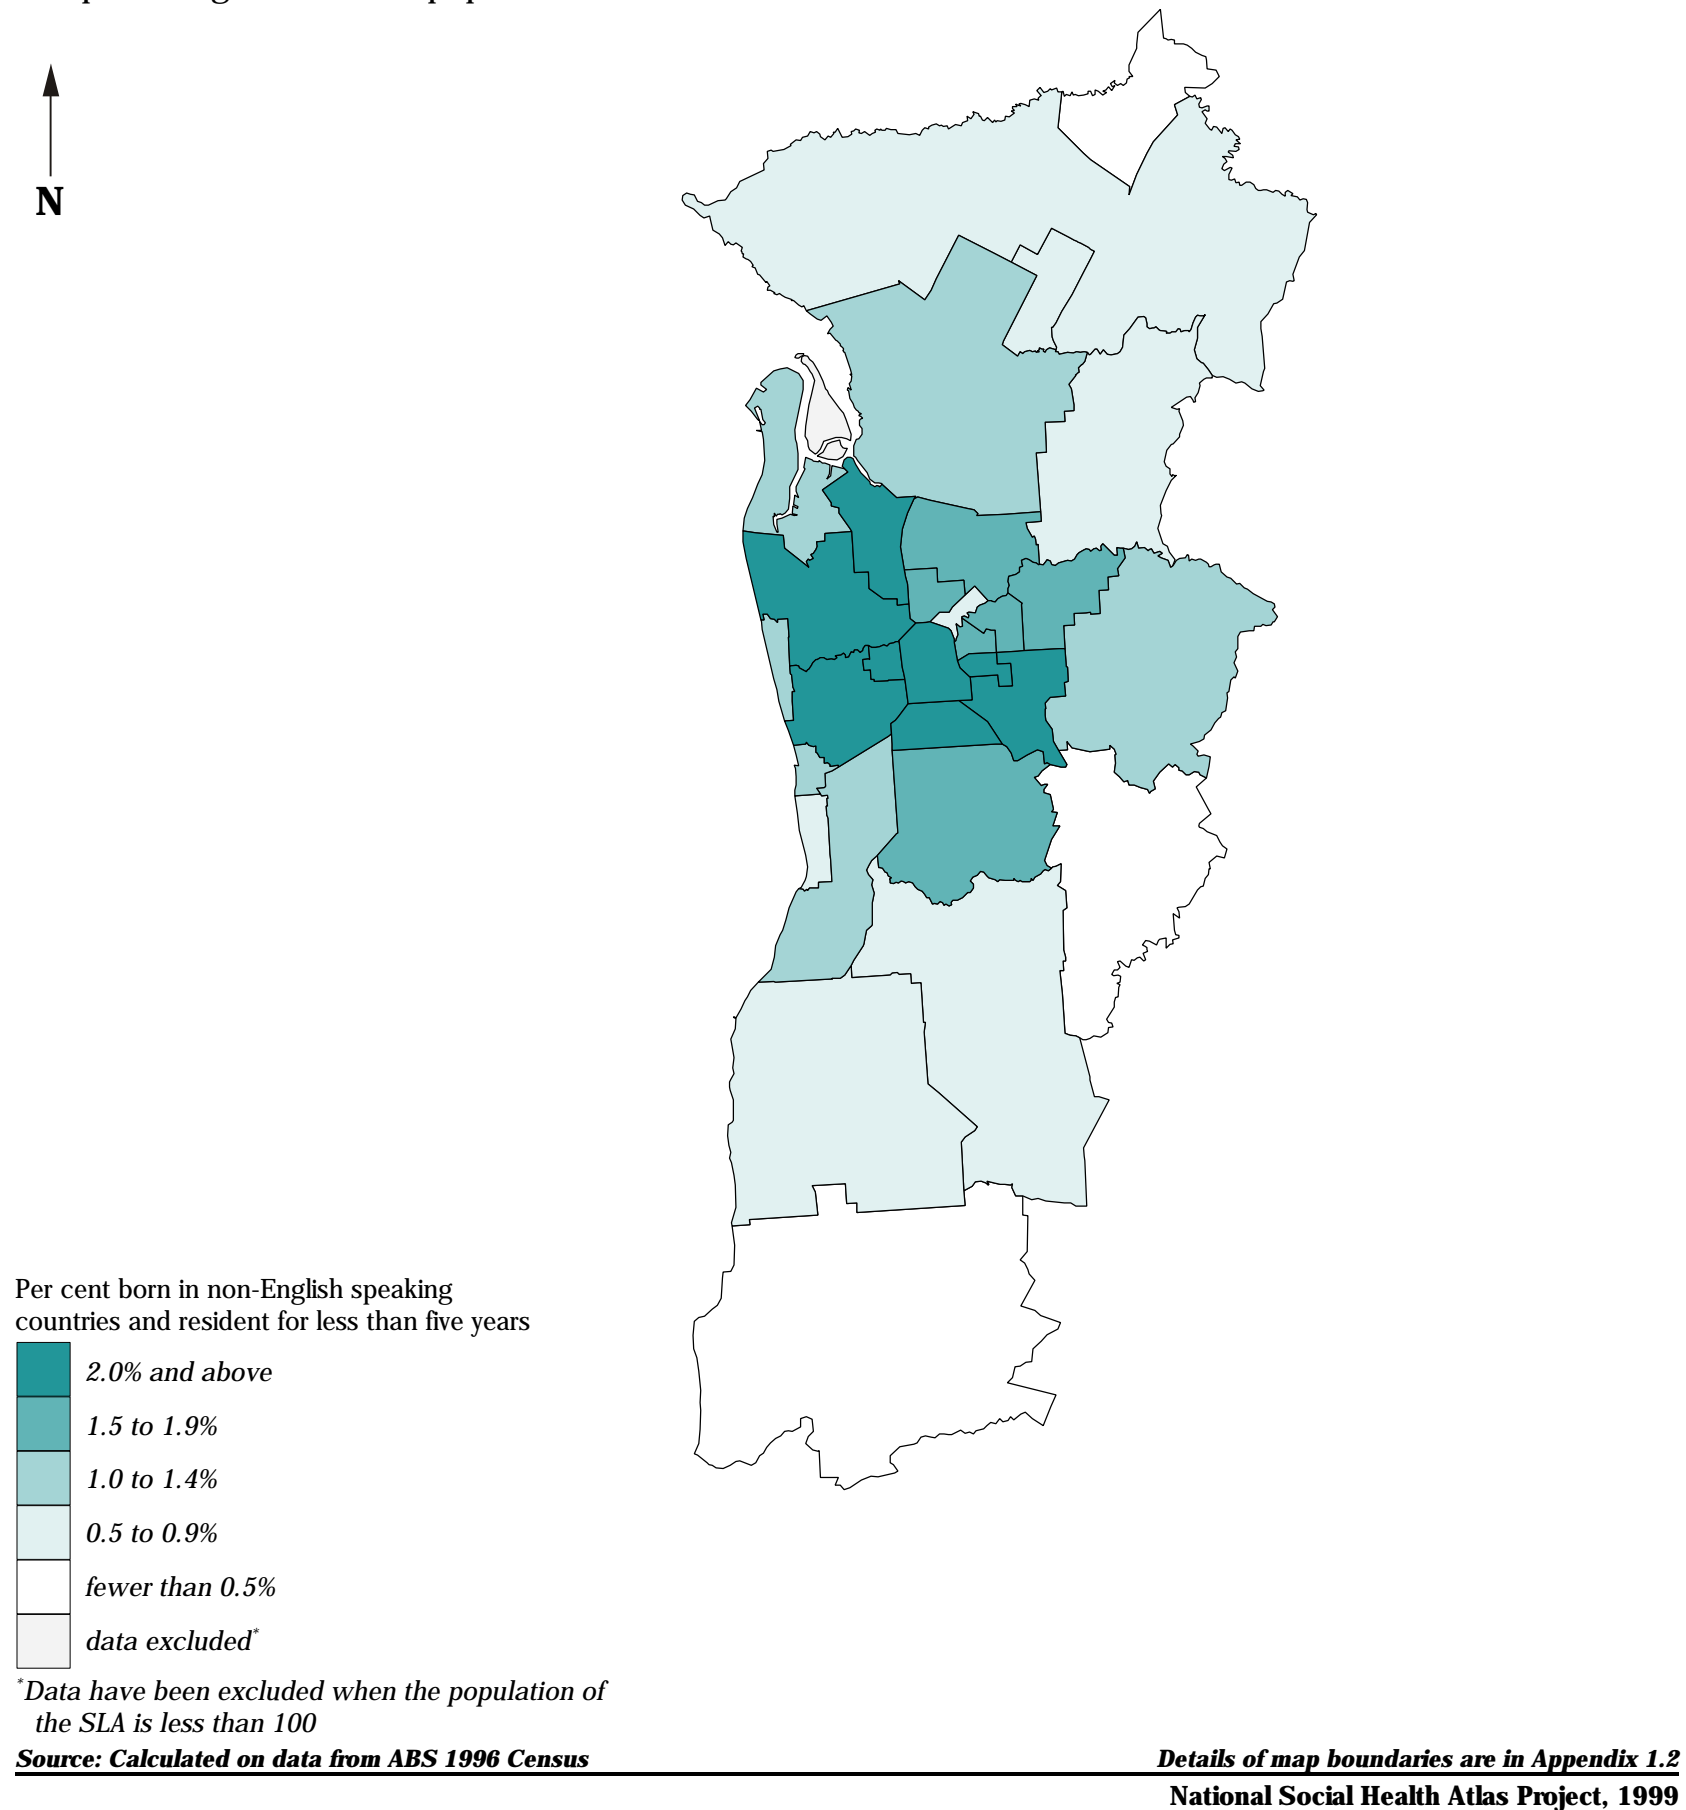 N
Per cent born in non-English speaking
countries and resident for less than five years
2.0% and above
1.5 to 1.9%
1.0 to 1.4%
0.5 to 0.9%
fewer than 0.5%
data excluded*
*Data have been excluded when the population of
the SLA is less than 100
Source: Calculated on data from ABS 1996 Census
Details of map boundaries are in Appendix 1.2
National Social Health Atlas Project, 1999